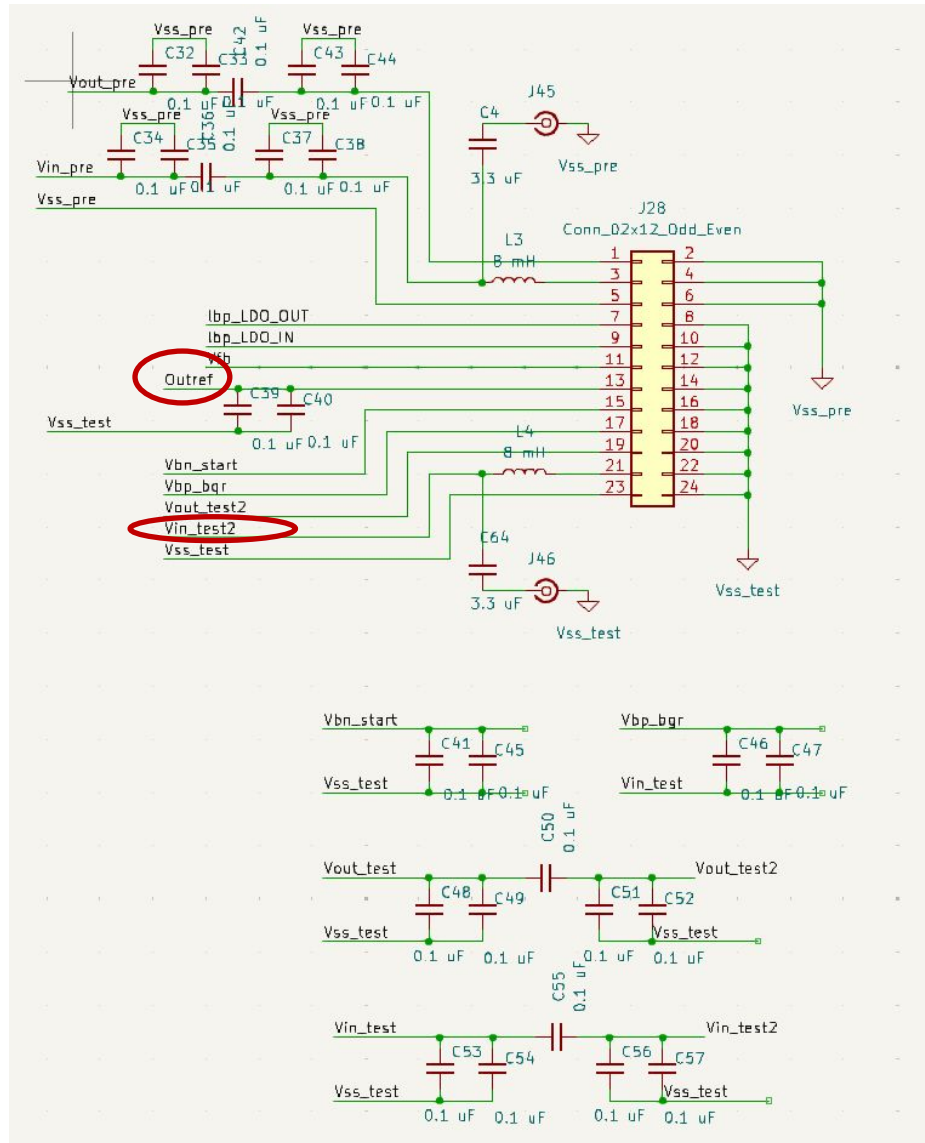 Vss_pre Vss_pre
C32 C33 C42 0.1 uF C43 C44
Vout_pre
0.1 uF 0.1 uF 0.1 uF 0.1 uF
Vss_pre Vss_pre
C34 C35 C36 0.1 uF C37 C38
Vin_pre
0.1 uF 0.1 uF 0.1 uF 0.1 uF
Vss_pre
J45
C4
3.3 uF
Vss_pre
J28
Conn_02x12_Odd_Even
L3
8 mH
1 2
3 4
5 6
7 8
9 10
11 12
13 14
15 16
17 18
19 20
21 22
23 24
Ibp_LDO_OUT
Ibp_LDO_IN
Vfb
Outref
C39 C40
Vss_test
0.1 uF 0.1 uF
Vss_pre
L4
8 mH
Vbn_start
Vbp_bgr
Vout_test2
Vin_test2
Vss_test
C64
J46
3.3 uF
Vss_test
Vss_test
Vbn_start Vbp_bgr
C41 C45 C46 C47
Vss_test Vin_test
0.1 uF 0.1 uF 0.1 uF 0.1 uF
C50
0.1 uF
Vout_test Vout_test2
C48 C49 C51 C52
Vss_test Vss_test
0.1 uF 0.1 uF 0.1 uF 0.1 uF
C55
0.1 uF
Vin_test Vin_test2
C53 C54 C56 C57
Vss_test Vss_test
0.1 uF 0.1 uF 0.1 uF 0.1 uF